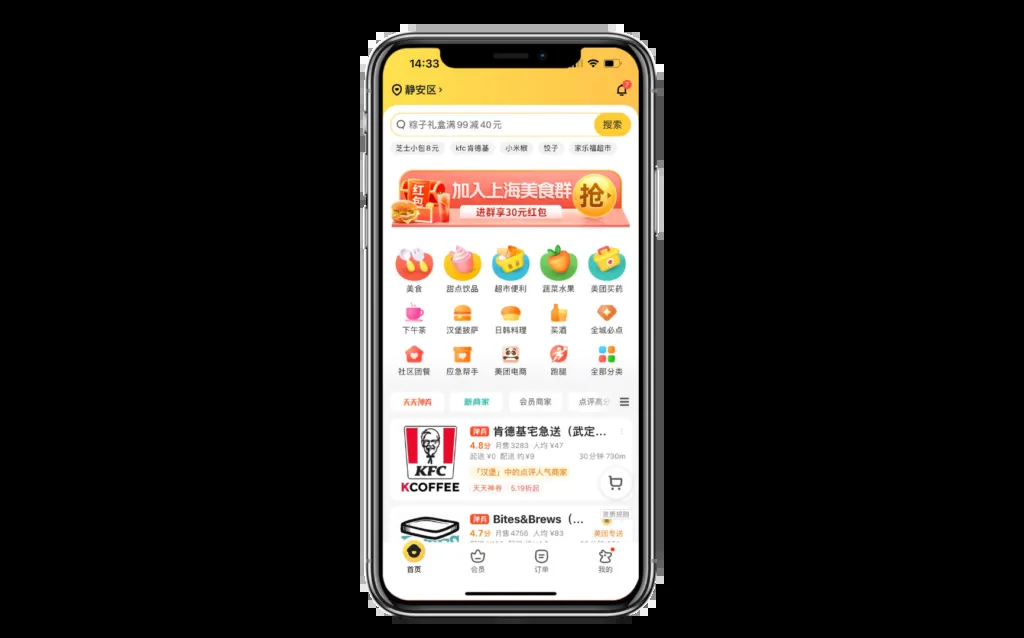 14:33
静安区
粽子礼盒满99减40元
搜索
芝士小包8元 kfc肯德基 小米椒 饺子 家乐福超市
红包
加入上海美食群
抢
进群享30元红包
美食 甜点饮品 超市便利 蔬菜水果 美团买药
下午茶 汉堡披萨 日韩料理 买酒 全城必点
社区团餐 应急帮手 美团电商 跑腿 全部分类
天天神券 新商家 会员商家 点评高分
肯德基宅急送（武定...
4.8分 月售3283 人均 ¥47
起送 ¥0 配送 约¥9 30分钟 730m
「汉堡」中的点评人气商家
天天神券 5.19折起
KFC
KCOFFEE
Bites&Brews（...
资质规则
4.7分 月售4756 人均 ¥83
美团专送
首页 会员 订单 我的